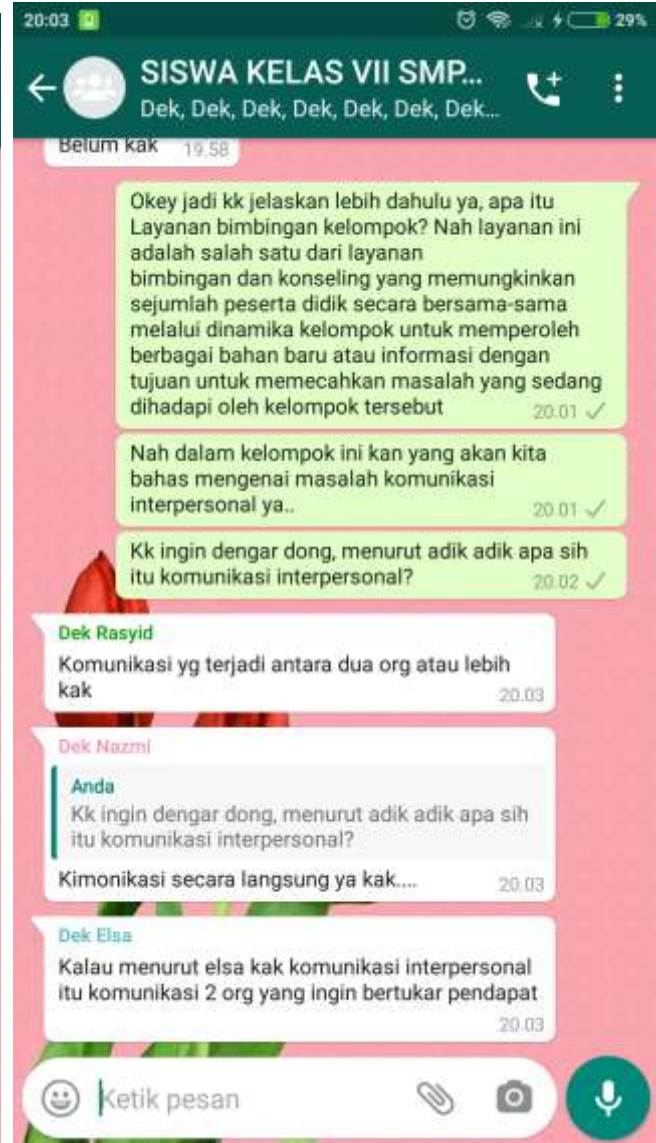 20:03
29%
SISWA KELAS VII SMP...
Dek, Dek, Dek, Dek, Dek, Dek, Dek...
Belum kak 19.58
Okey jadi kk jelaskan lebih dahulu ya, apa itu
Layanan bimbingan kelompok? Nah layanan ini
adalah salah satu dari layanan
bimbingan dan konseling yang memungkinkan
sejumlah peserta didik secara bersama-sama
melalui dinamika kelompok untuk memperoleh
berbagai bahan baru atau informasi dengan
tujuan untuk memecahkan masalah yang sedang
dihadapi oleh kelompok tersebut 20.01
Nah dalam kelompok ini kan yang akan kita
bahas mengenai masalah komunikasi
interpersonal ya.. 20.01
Kk ingin dengar dong, menurut adik adik apa sih
itu komunikasi interpersonal? 20.02
Dek Rasyid
Komunikasi yg terjadi antara dua org atau lebih
kak 20.03
Dek Nazmi
Anda
Kk ingin dengar dong, menurut adik adik apa sih
itu komunikasi interpersonal?
Kimonikasi secara langsung ya kak.... 20.03
Dek Elsa
Kalau menurut elsa kak komunikasi interpersonal
itu komunikasi 2 org yang ingin bertukar pendapat
20.03
Ketik pesan